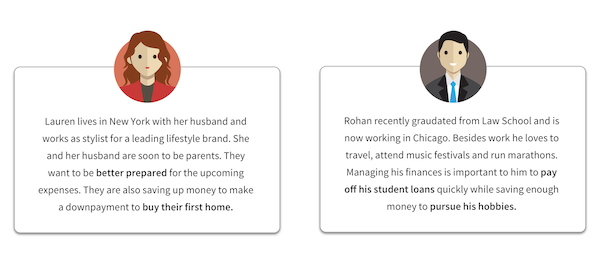 Lauren lives in New York with her husband and
works as stylist for a leading lifestyle brand. She
and her husband are soon to be parents. They
want to be better prepared for the upcoming
expenses. They are also saving up money to make
a downpayment to buy their first home.
Rohan recently graudated from Law School and is
now working in Chicago. Besides work he loves to
travel, attend music festivals and run marathons.
Managing his finances is important to him to pay
off his student loans quickly while saving enough
money to pursue his hobbies.